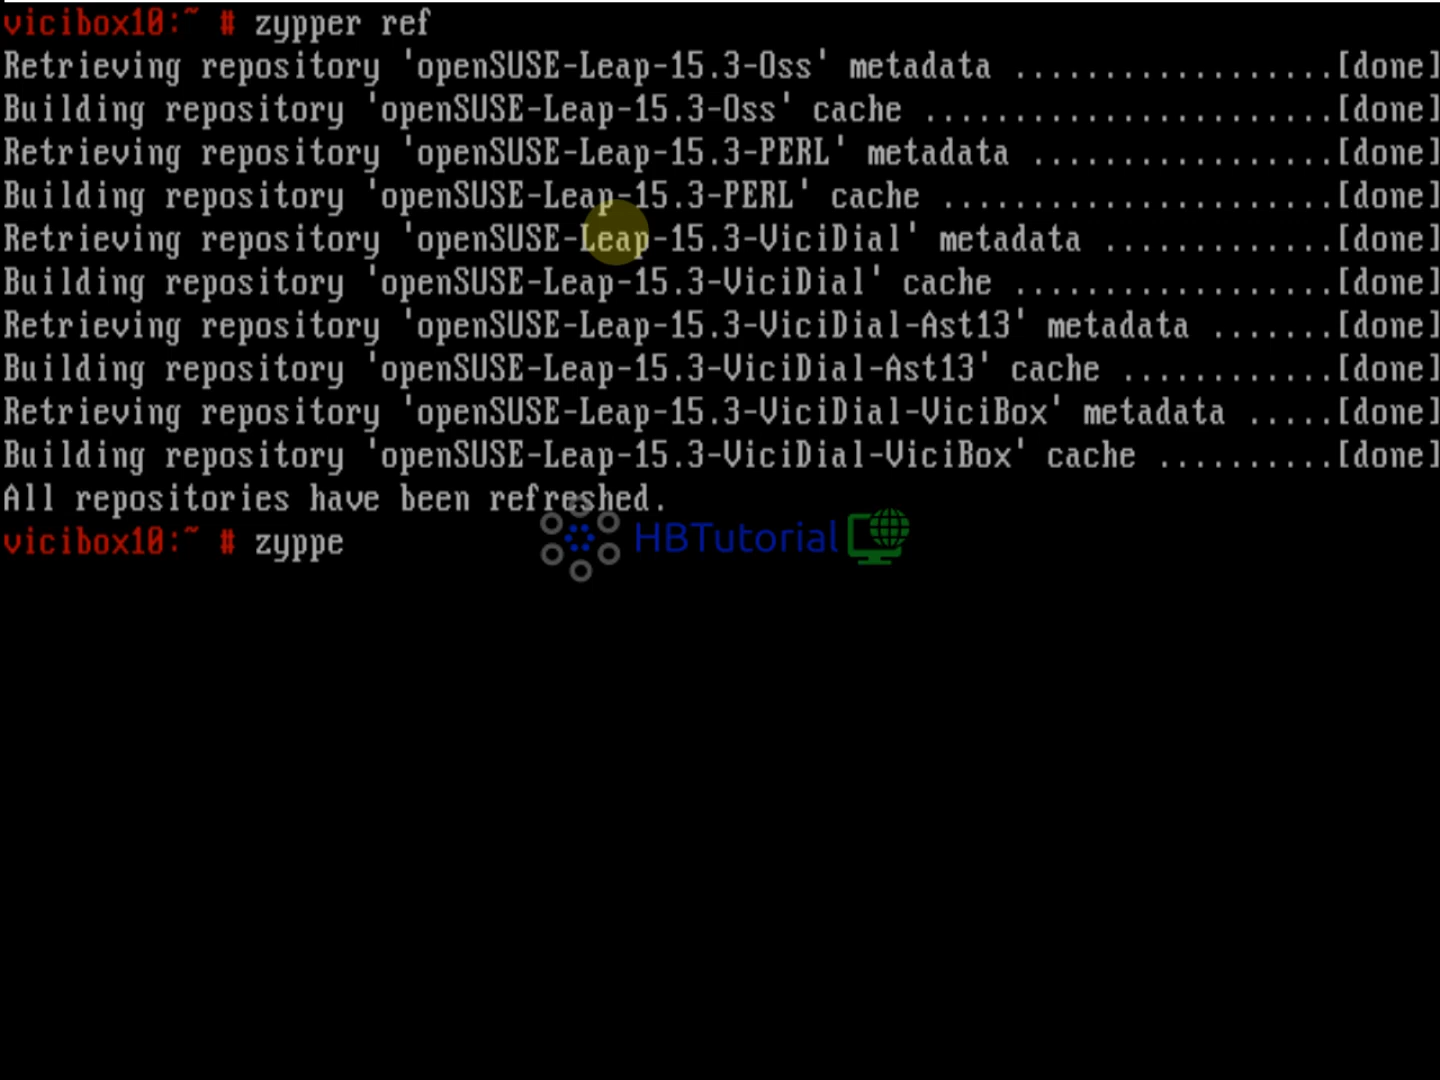 vicibox10:~ # zypper ref
Retrieving repository 'openSUSE-Leap-15.3-Oss' metadata ..................[done]
Building repository 'openSUSE-Leap-15.3-Oss' cache .......................[done]
Retrieving repository 'openSUSE-Leap-15.3-PERL' metadata .................[done]
Building repository 'openSUSE-Leap-15.3-PERL' cache ......................[done]
Retrieving repository 'openSUSE-Leap-15.3-ViciDial' metadata .............[done]
Building repository 'openSUSE-Leap-15.3-ViciDial' cache ..................[done]
Retrieving repository 'openSUSE-Leap-15.3-ViciDial-Ast13' metadata .......[done]
Building repository 'openSUSE-Leap-15.3-ViciDial-Ast13' cache ............[done]
Retrieving repository 'openSUSE-Leap-15.3-ViciDial-ViciBox' metadata .....[done]
Building repository 'openSUSE-Leap-15.3-ViciDial-ViciBox' cache ..........[done]
All repositories have been refreshed.
vicibox10:~ # zyppe
HBTutorial